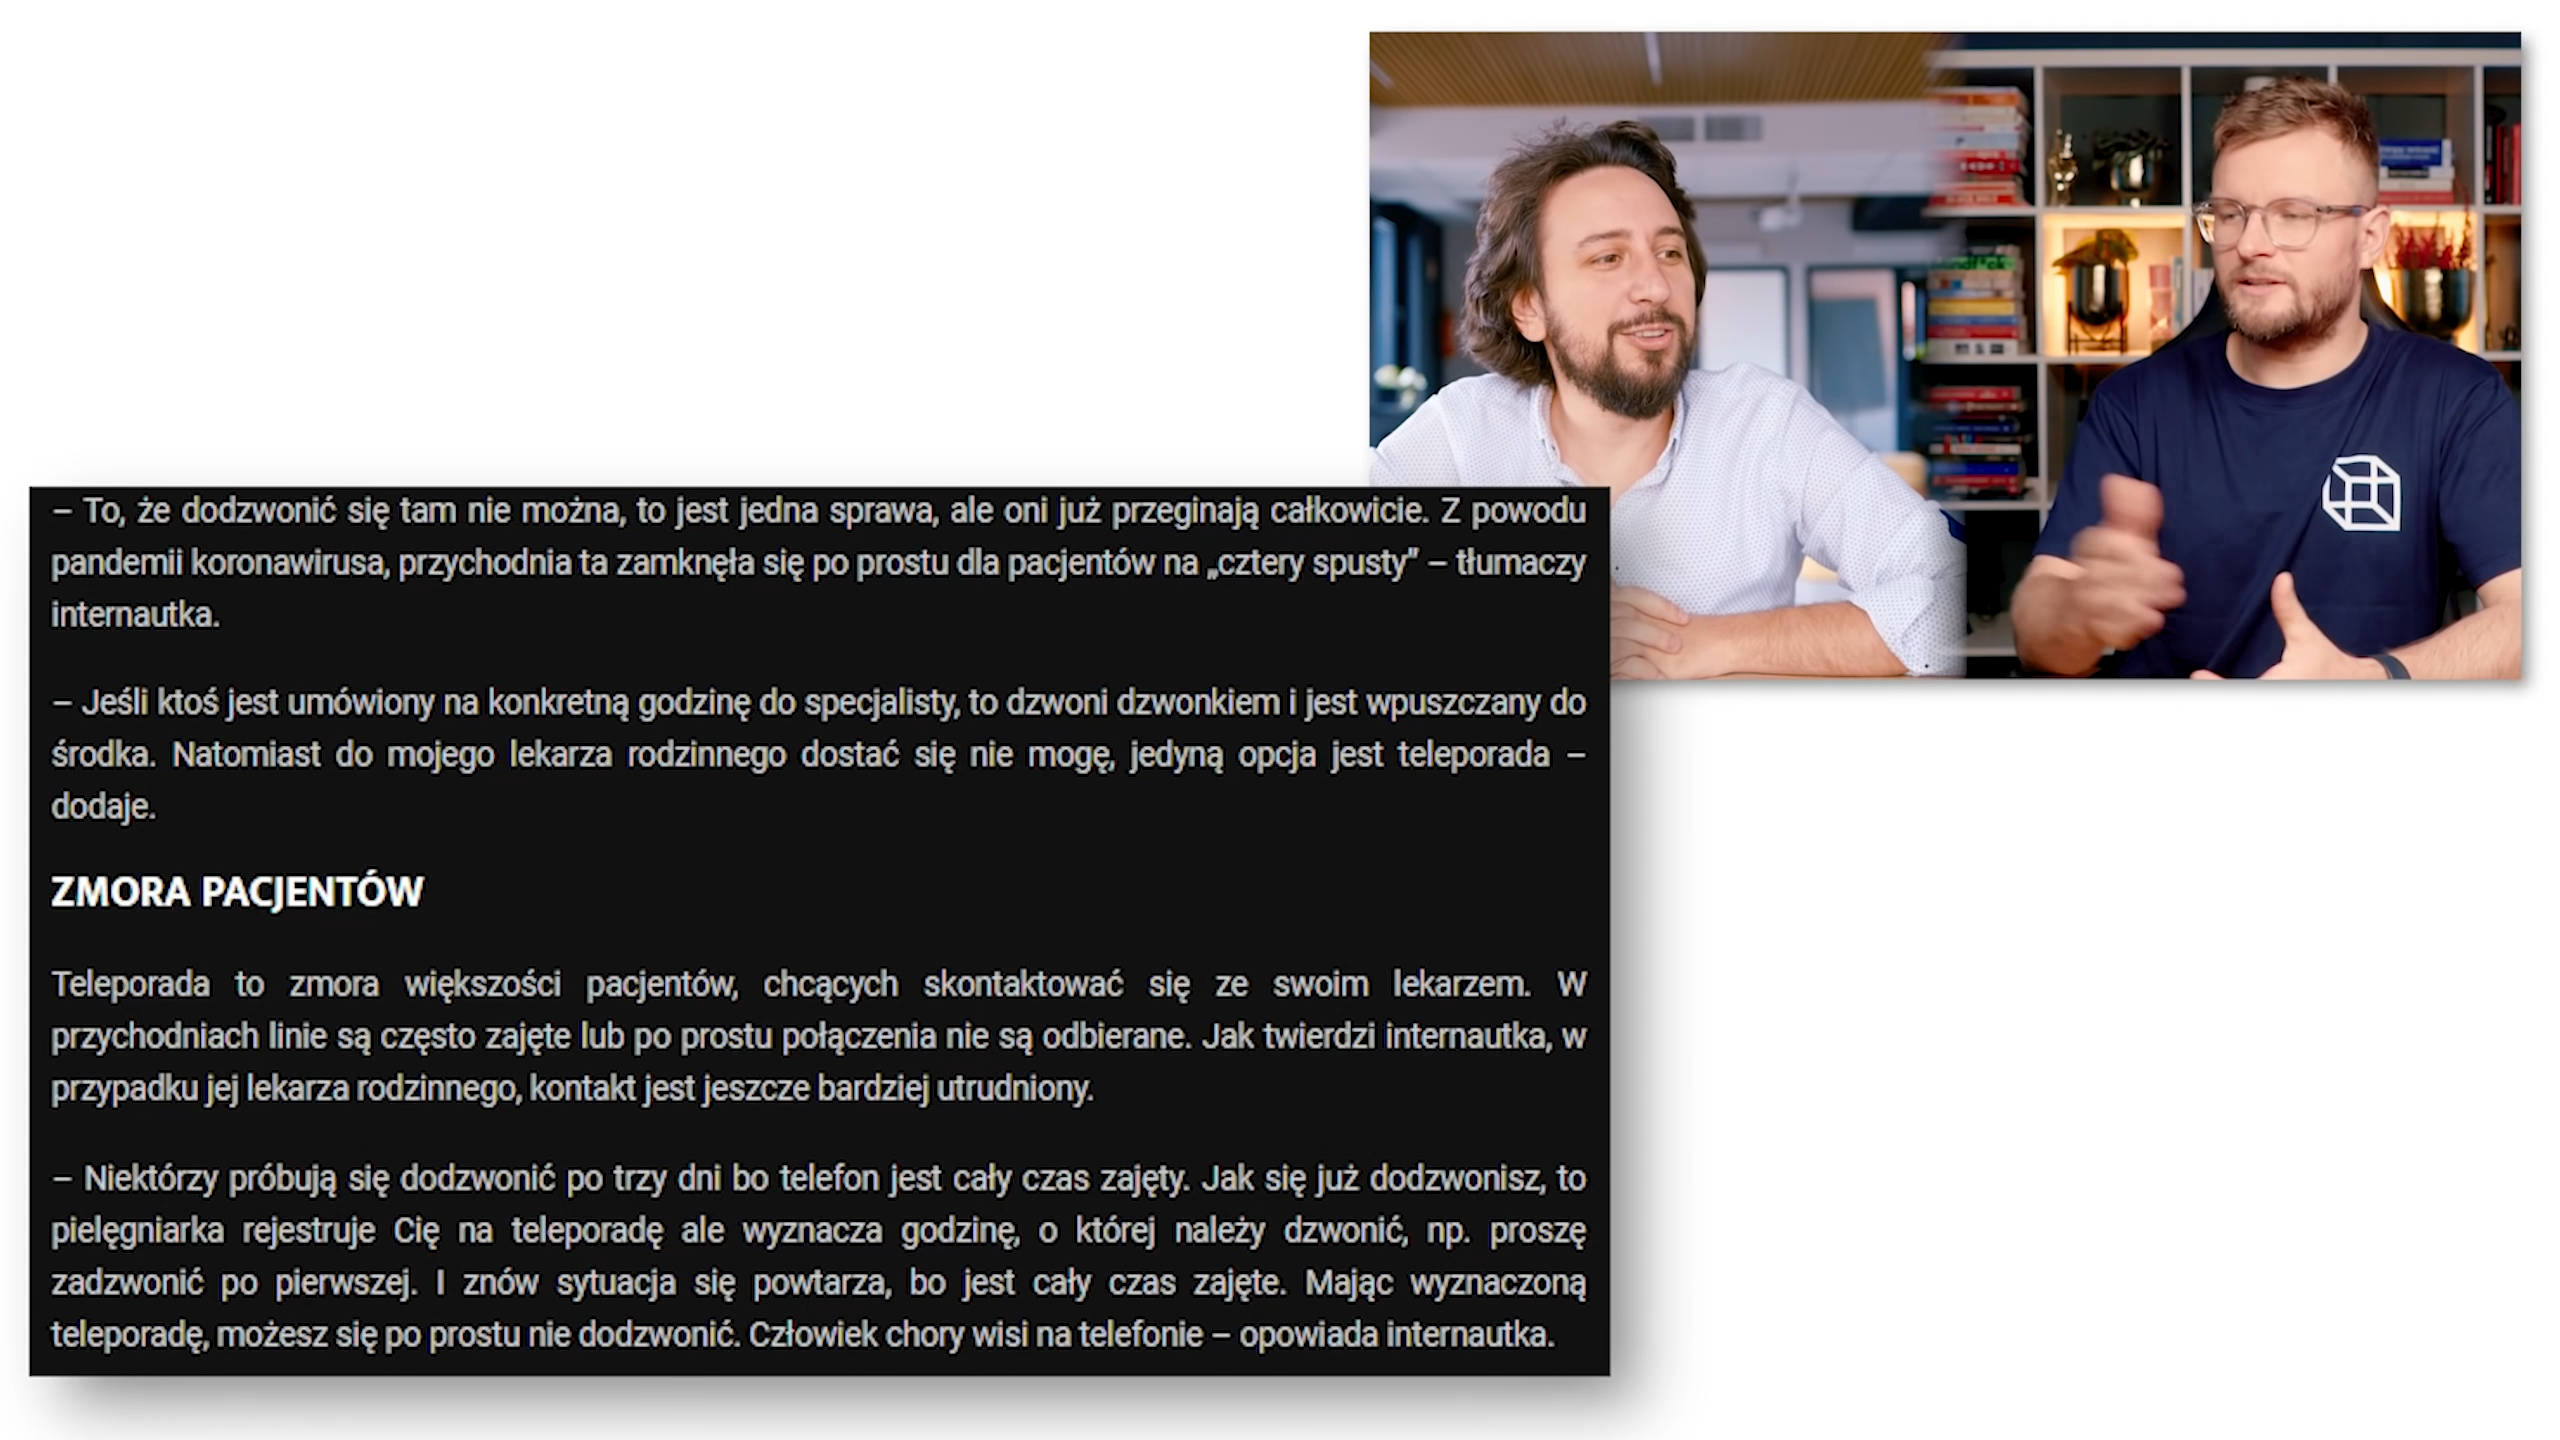 – To, że dodzwonić się tam nie można, to jest jedna sprawa, ale oni już przeginają całkowicie. Z powodu
pandemii koronawirusa, przychodnia ta zamknęła się po prostu dla pacjentów na „cztery spusty” – tłumaczy
internautka.
– Jeśli ktoś jest umówiony na konkretną godzinę do specjalisty, to dzwoni dzwonkiem i jest wpuszczany do
środka. Natomiast do mojego lekarza rodzinnego dostać się nie mogę, jedyną opcja jest teleporada –
dodaje.
ZMORA PACJENTÓW
Teleporada to zmora większości pacjentów, chcących skontaktować się ze swoim lekarzem. W
przychodniach linie są często zajęte lub po prostu połączenia nie są odbierane. Jak twierdzi internautka, w
przypadku jej lekarza rodzinnego, kontakt jest jeszcze bardziej utrudniony.
– Niektórzy próbują się dodzwonić po trzy dni bo telefon jest cały czas zajęty. Jak się już dodzwonisz, to
pielęgniarka rejestruje Cię na teleporadę ale wyznacza godzinę, o której należy dzwonić, np. proszę
zadzwonić po pierwszej. I znów sytuacja się powtarza, bo jest cały czas zajęte. Mając wyznaczoną
teleporadę, możesz się po prostu nie dodzwonić. Człowiek chory wisi na telefonie – opowiada internautka.